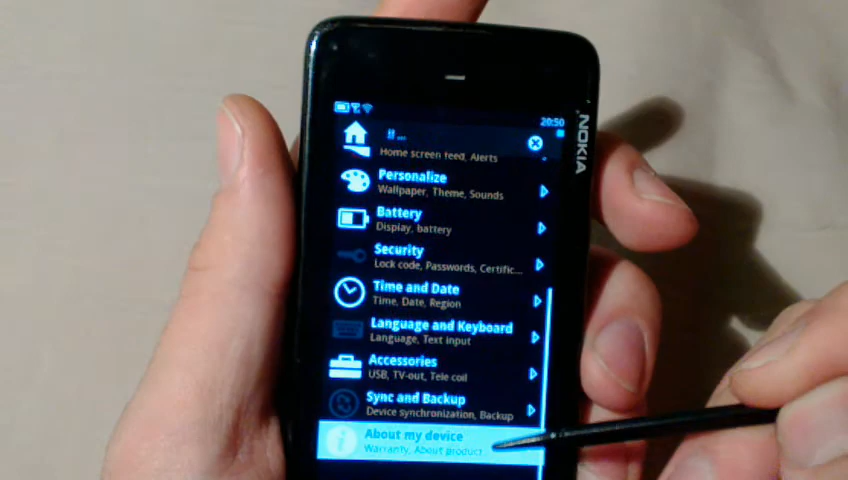 20:50
NOKIA
Home screen feed, Alerts
Personalize
Wallpaper, Theme, Sounds
Battery
Display, battery
Security
Lock code, Passwords, Certific...
Time and Date
Time, Date, Region
Language and Keyboard
Language, Text input
Accessories
USB, TV-out, Tele coil
Sync and Backup
Device synchronization, Backup
About my device
Warranty, About product